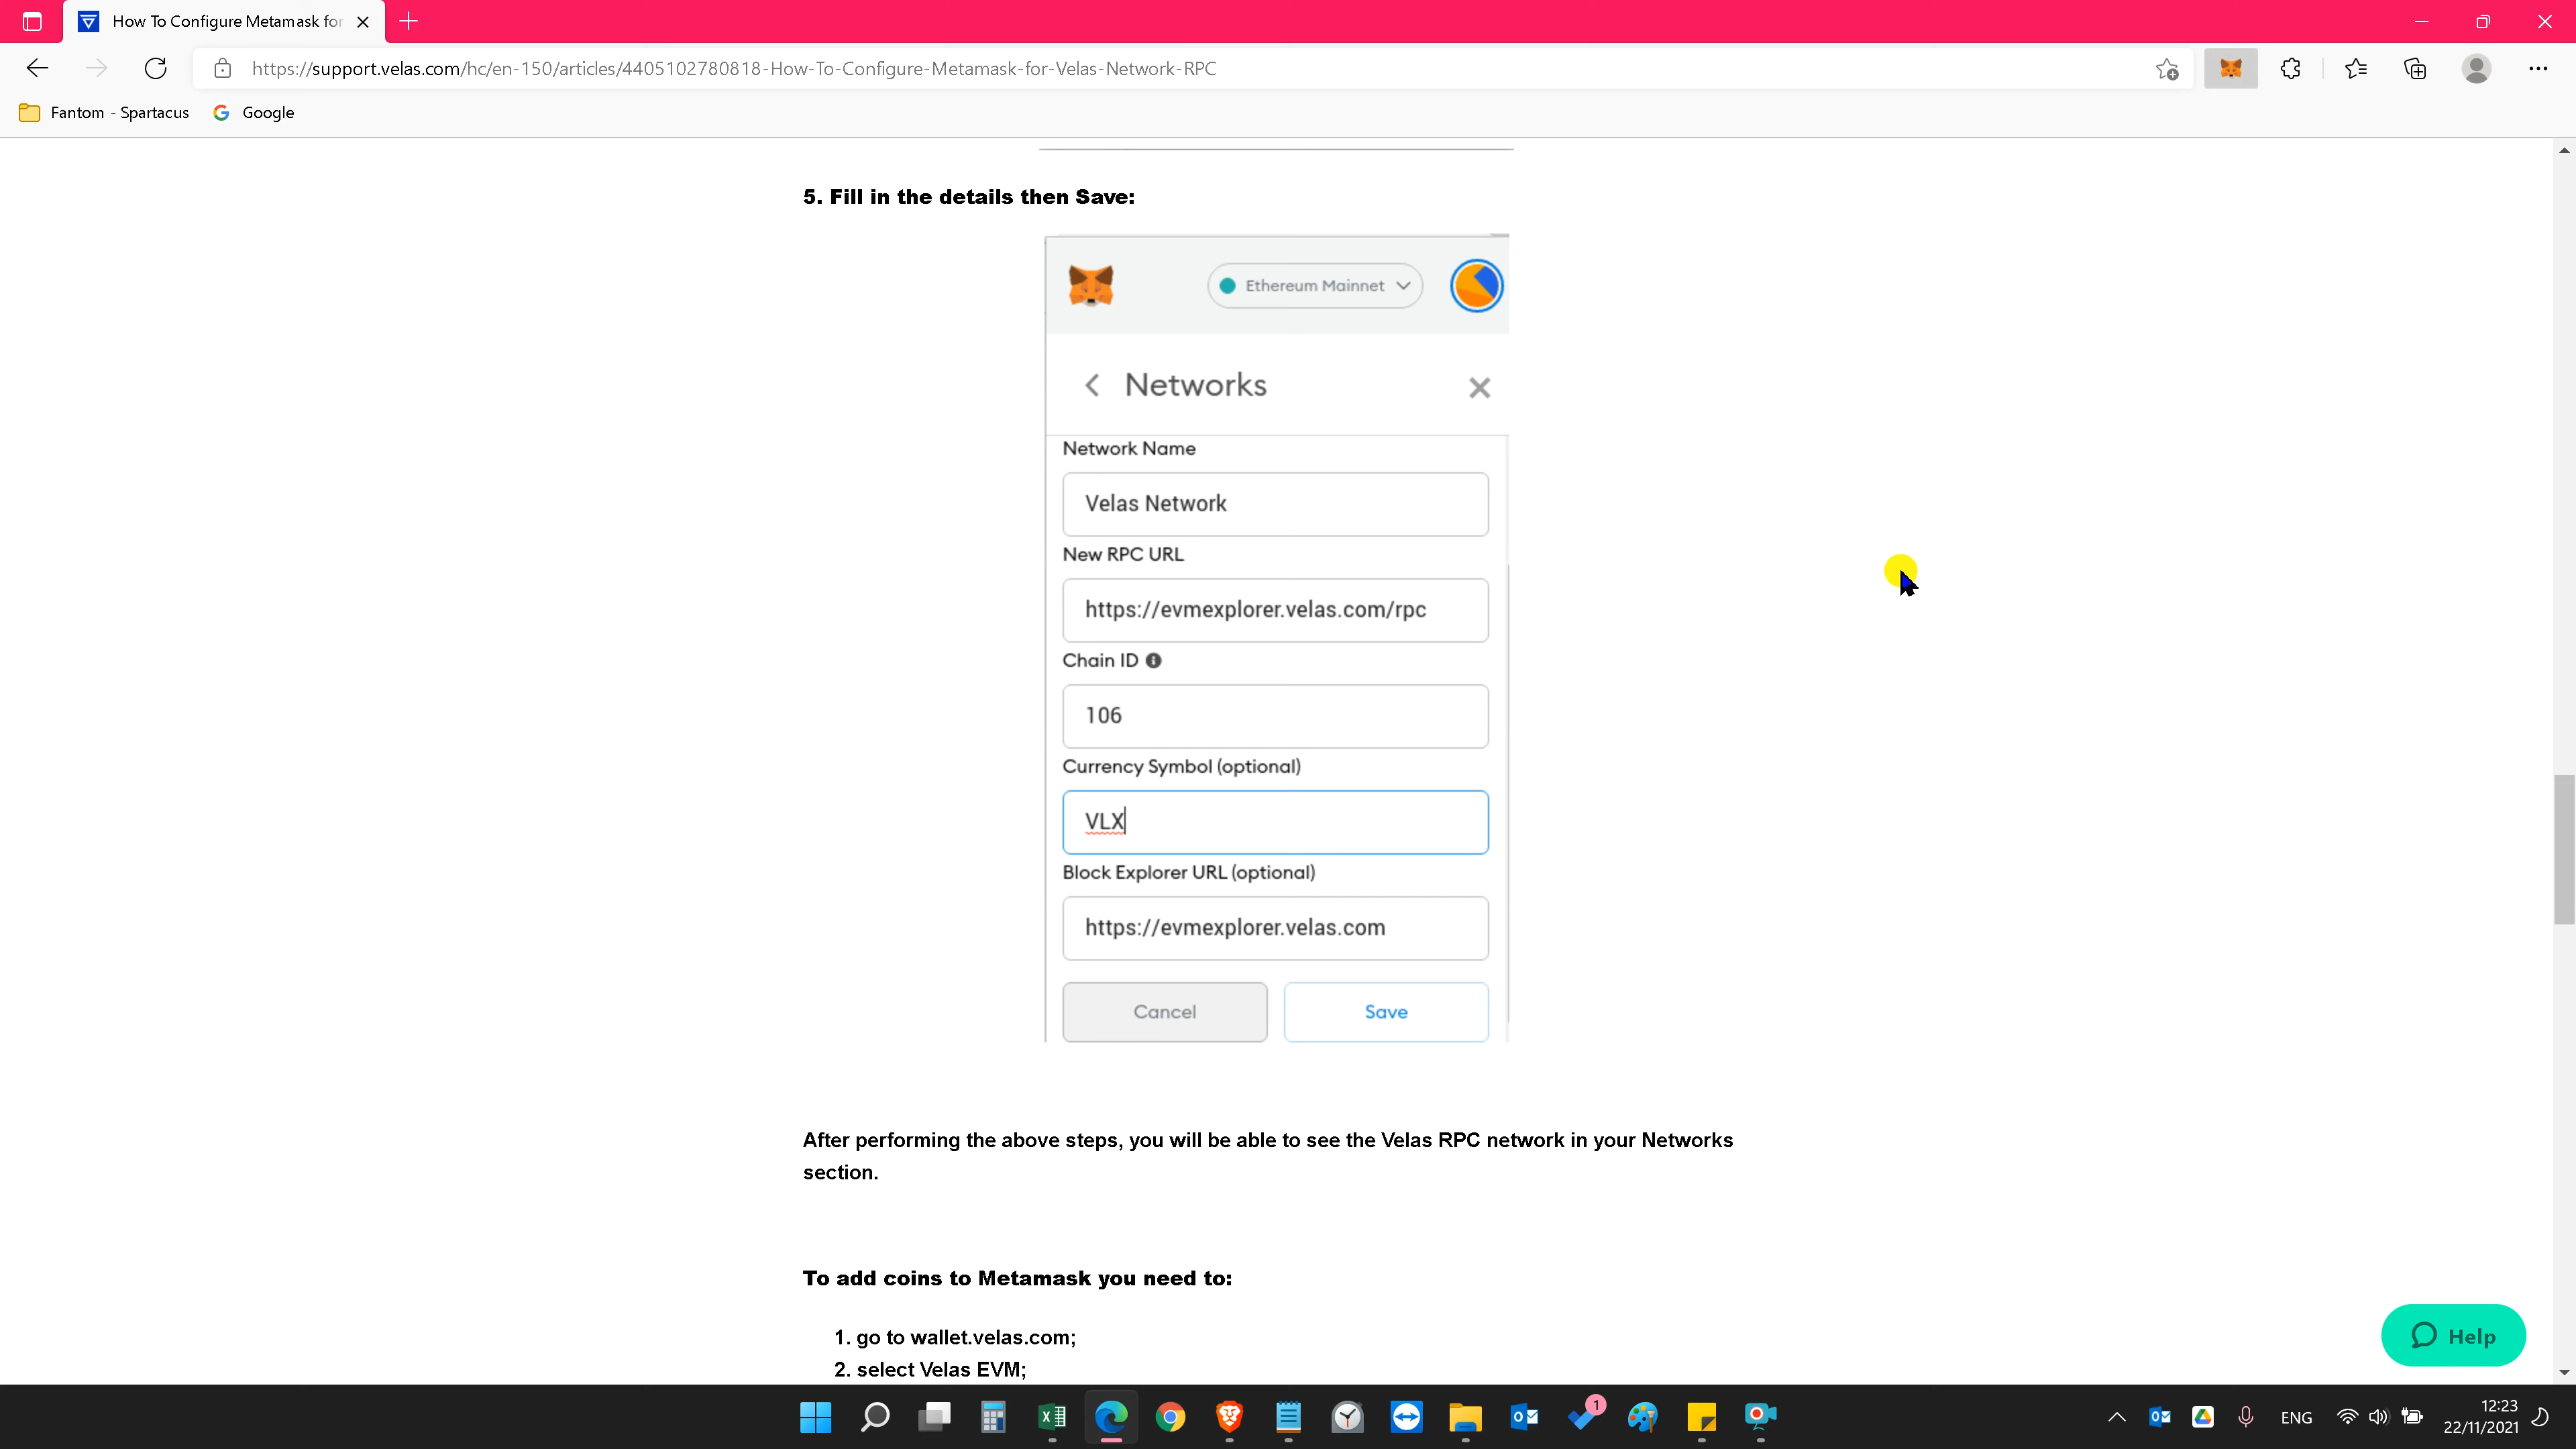 How To Configure Metamask for
https://support.velas.com/hc/en-150/articles/4405102780818-How-To-Configure-Metamask-for-Velas-Network-RPC
Fantom - Spartacus
Google
5. Fill in the details then Save:
Ethereum Mainnet
Networks
Network Name
Velas Network
New RPC URL
https://evmexplorer.velas.com/rpc
Chain ID
106
Currency Symbol (optional)
VLX
Block Explorer URL (optional)
https://evmexplorer.velas.com
Cancel
Save
After performing the above steps, you will be able to see the Velas RPC network in your Networks
section.
To add coins to Metamask you need to:
1. go to wallet.velas.com;
2. select Velas EVM;
Help
1
ENG
12:23
22/11/2021